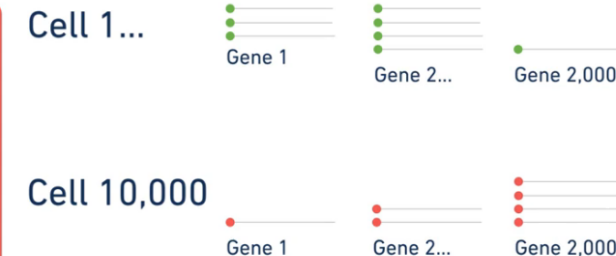 Cell 1...
Gene 1
Gene 2...
Gene 2,000
Cell 10,000
Gene 1
Gene 2...
Gene 2,000